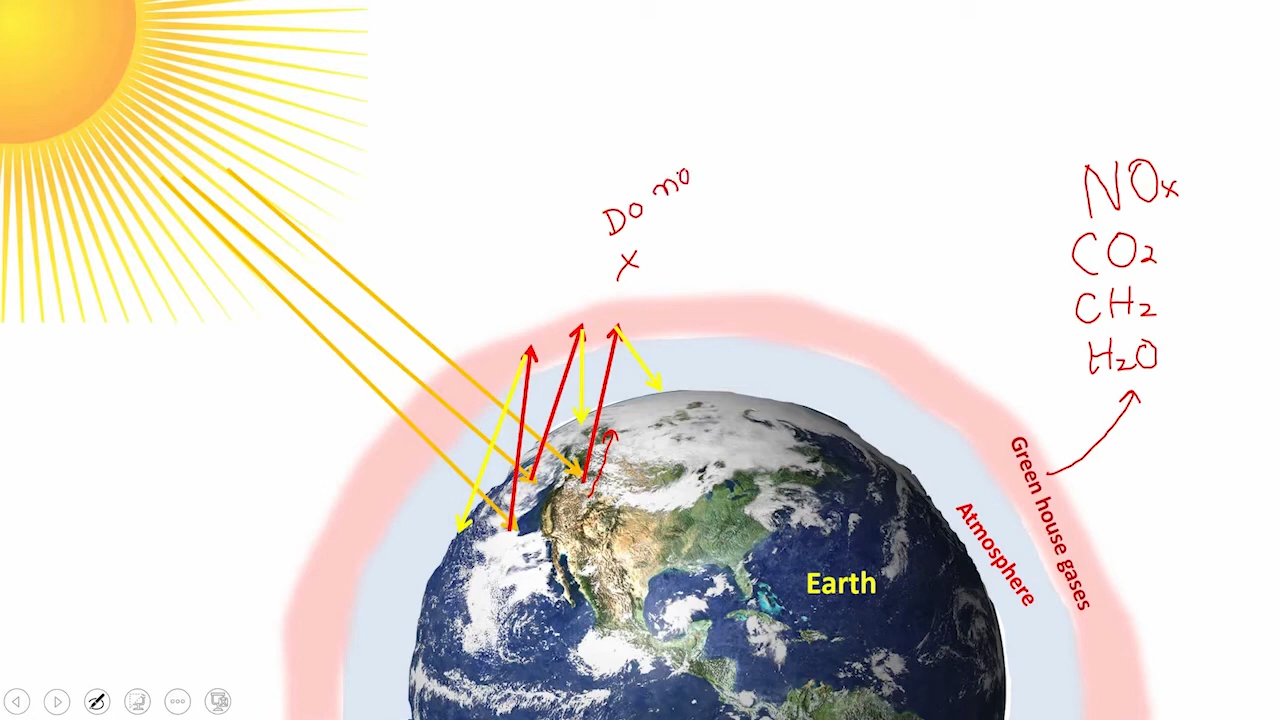 Do no
x
NOx
CO2
CH2
H2O
Green house gases
Atmosphere
Earth